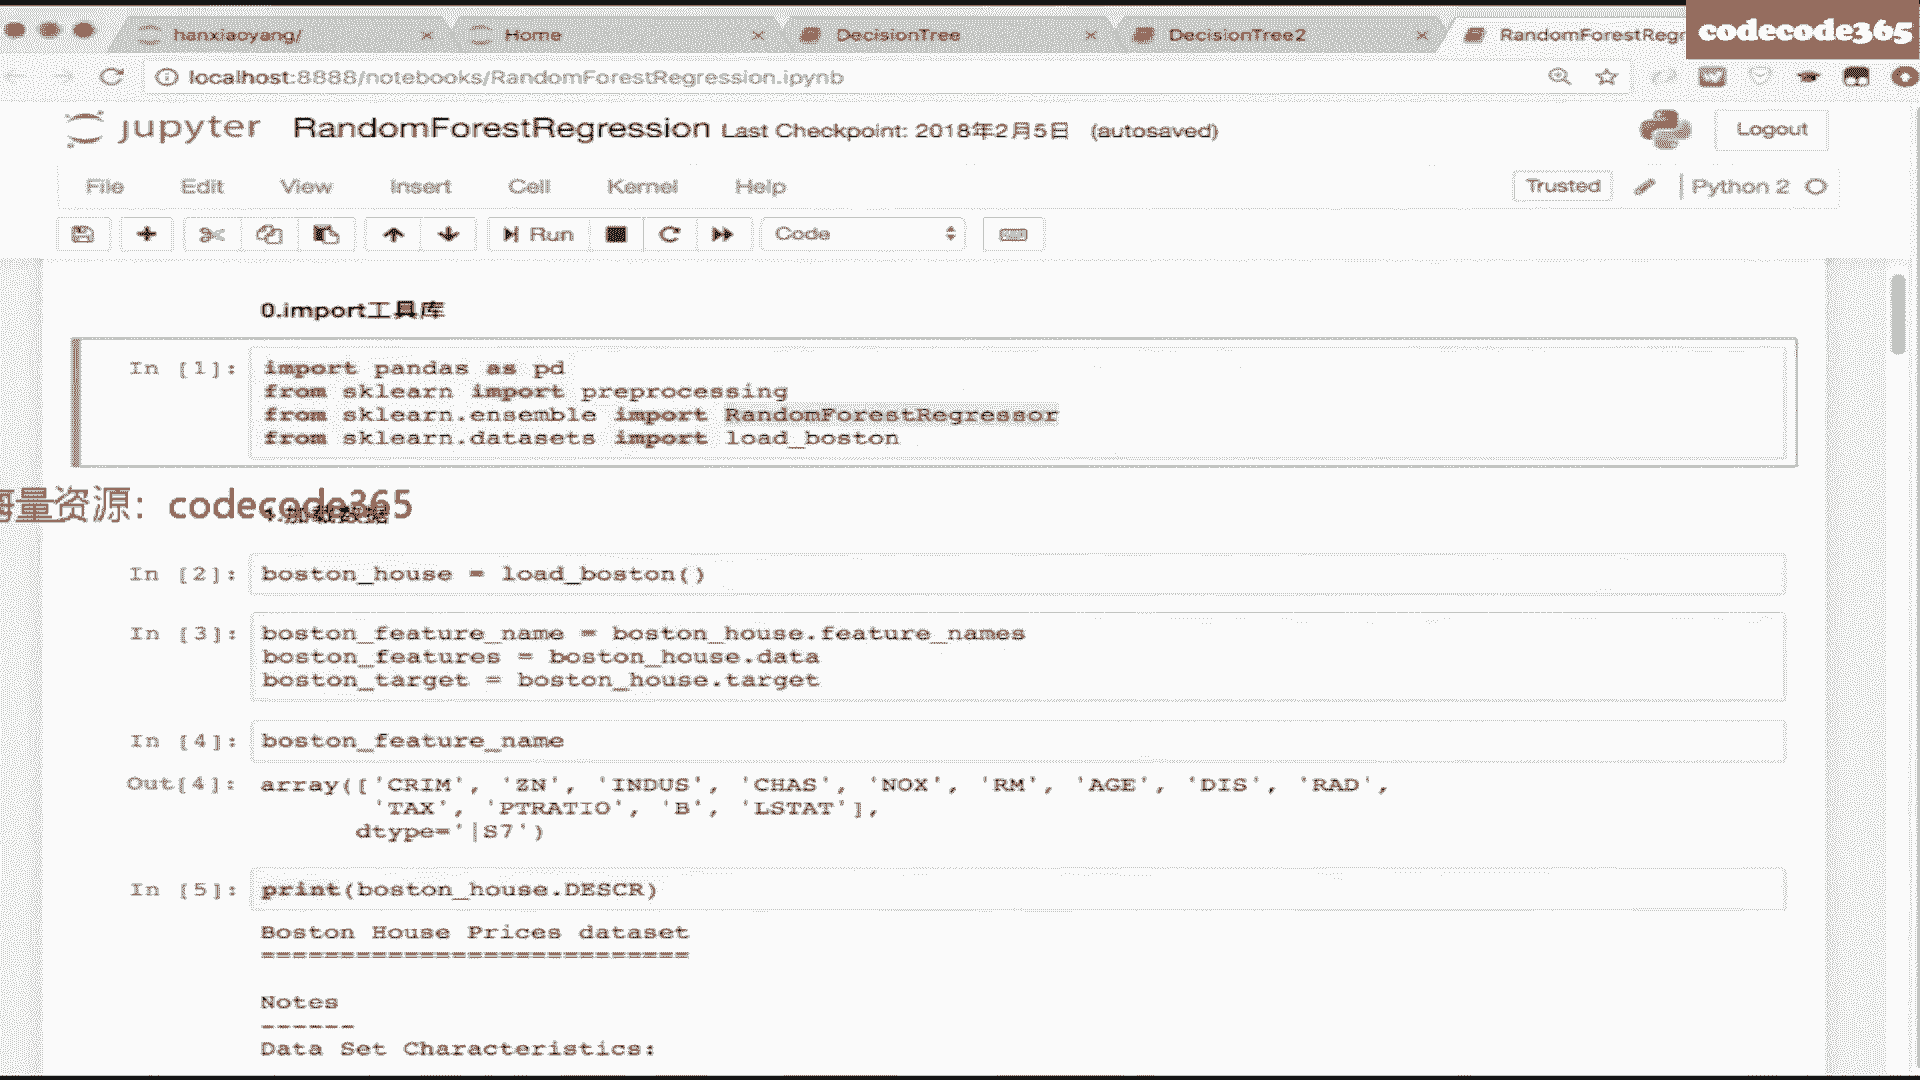 hanxiaoyang/
Home
DecisionTree
DecisionTree2
RandomForestRegr
codecode365
localhost:8888/notebooks/RandomForestRegression.ipynb
jupyter RandomForestRegression Last Checkpoint: 2018年2月5日 (autosaved)
Logout
File Edit View Insert Cell Kernel Help
Trusted
Python 2
Run
Code
0.import工具库
In [1]: import pandas as pd
from sklearn import preprocessing
from sklearn.ensemble import RandomForestRegressor
from sklearn.datasets import load_boston
海量资源：codecode365
加载数据
In [2]: boston_house = load_boston()
In [3]: boston_feature_name = boston_house.feature_names
boston_features = boston_house.data
boston_target = boston_house.target
In [4]: boston_feature_name
Out[4]: array(['CRIM', 'ZN', 'INDUS', 'CHAS', 'NOX', 'RM', 'AGE', 'DIS', 'RAD',
'TAX', 'PTRATIO', 'B', 'LSTAT'],
dtype='|S7')
In [5]: print(boston_house.DESCR)
Boston House Prices dataset
===========================
Notes
------
Data Set Characteristics: